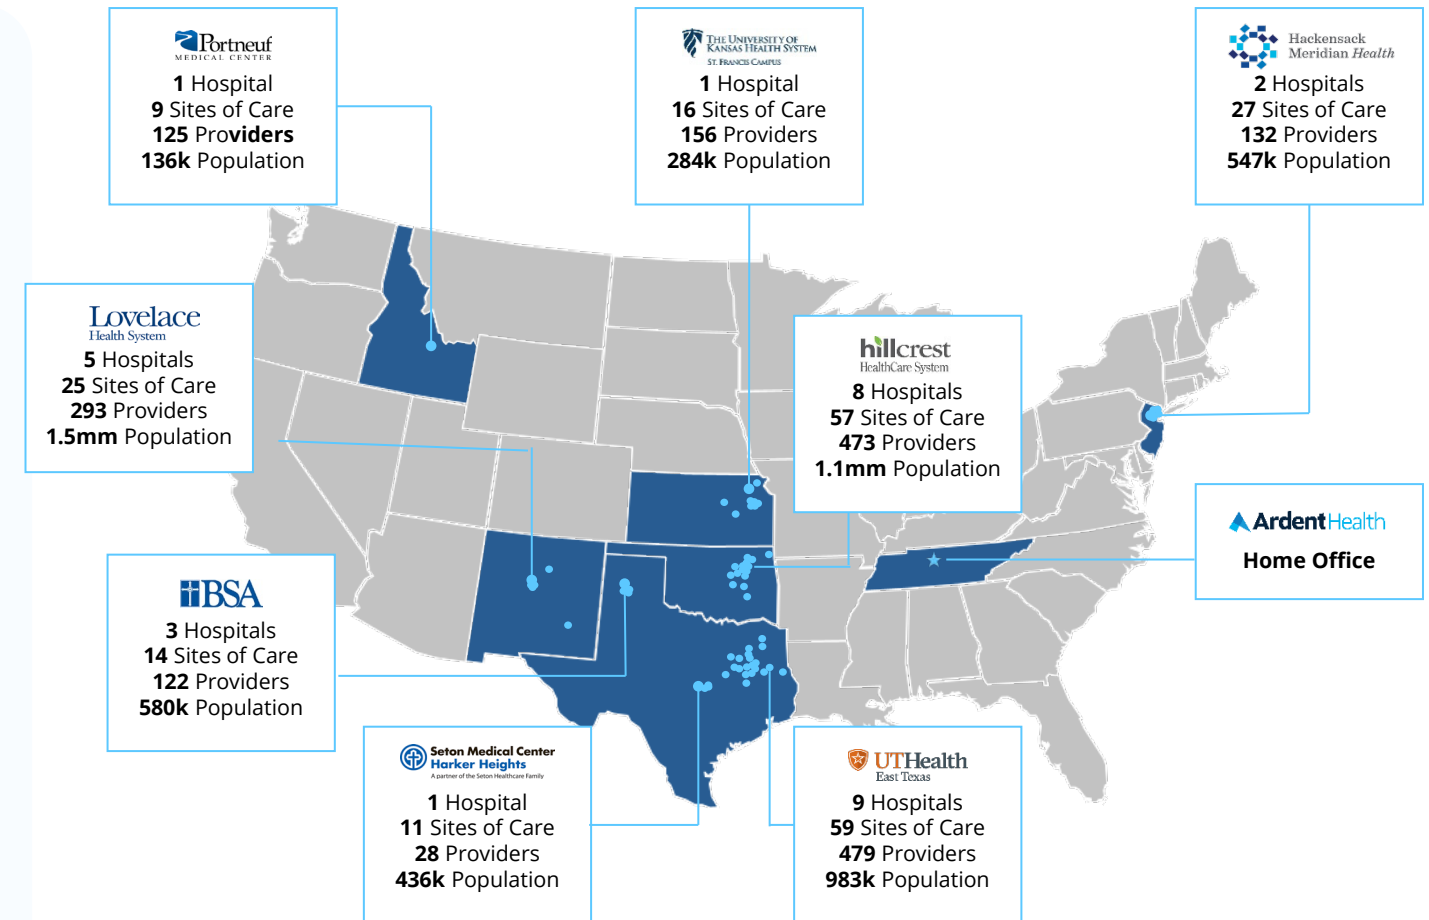 Portneuf
MEDICAL CENTER
1 Hospital
9 Sites of Care
125 Providers
136k Population
THE UNIVERSITY OF
KANSAS HEALTH SYSTEM
ST. FRANCIS CAMPUS
1 Hospital
16 Sites of Care
156 Providers
284k Population
Hackensack
Meridian Health
2 Hospitals
27 Sites of Care
132 Providers
547k Population
Lovelace
Health System
5 Hospitals
25 Sites of Care
293 Providers
1.5mm Population
hillcrest
HealthCare System
8 Hospitals
57 Sites of Care
473 Providers
1.1mm Population
ArdentHealth
Home Office
BSA
3 Hospitals
14 Sites of Care
122 Providers
580k Population
Seton Medical Center
Harker Heights
A partner of the Seton Healthcare Family
1 Hospital
11 Sites of Care
28 Providers
436k Population
UTHealth
East Texas
9 Hospitals
59 Sites of Care
479 Providers
983k Population